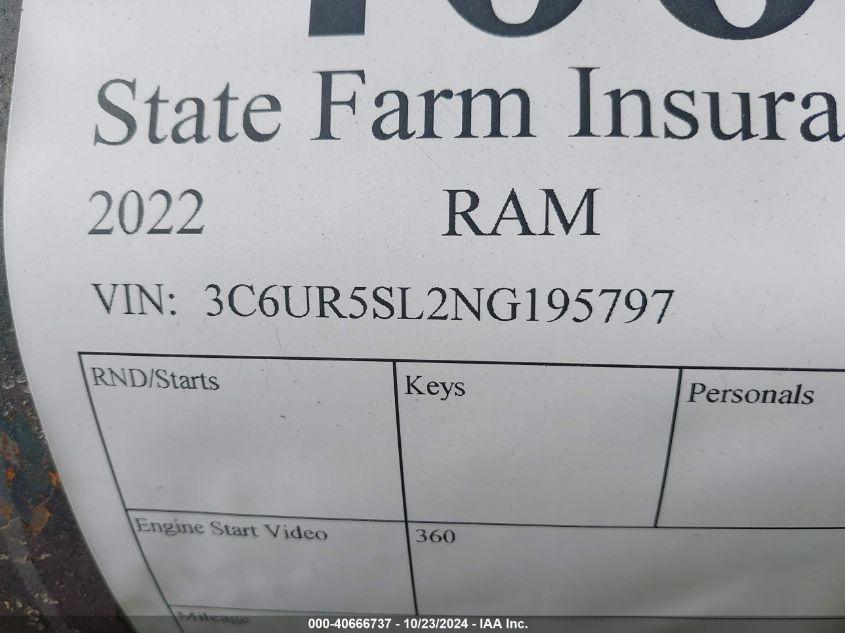 State Farm Insura
2022 RAM
VIN: 3C6UR5SL2NG195797
RND/Starts Keys Personals
Engine Start Video 360
Mileage
000-40666737 - 10/23/2024 - IAA Inc.